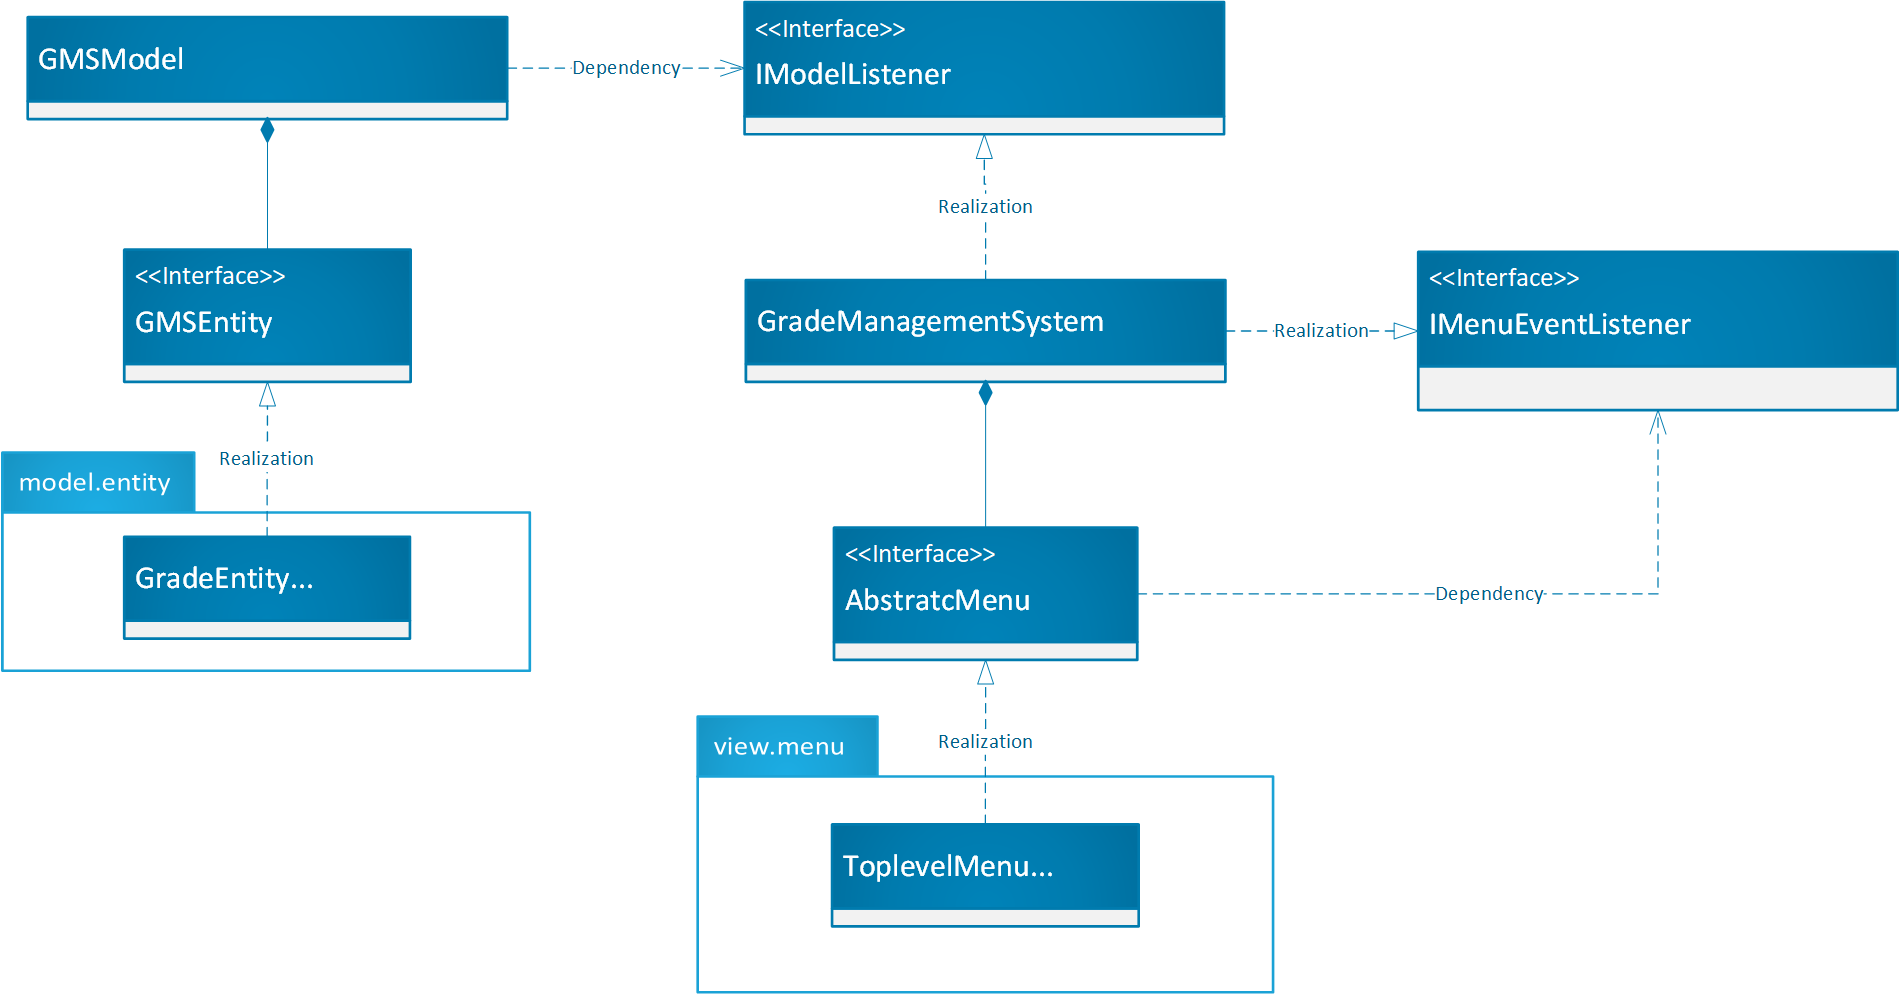 GMSModel
Dependency
<<Interface>>
IModelListener
Realization
<<Interface>>
GMSEntity
GradeManagementSystem
Realization
<<Interface>>
IMenuEventListener
Realization
model.entity
GradeEntity...
<<Interface>>
AbstratcMenu
Dependency
Realization
view.menu
ToplevelMenu...